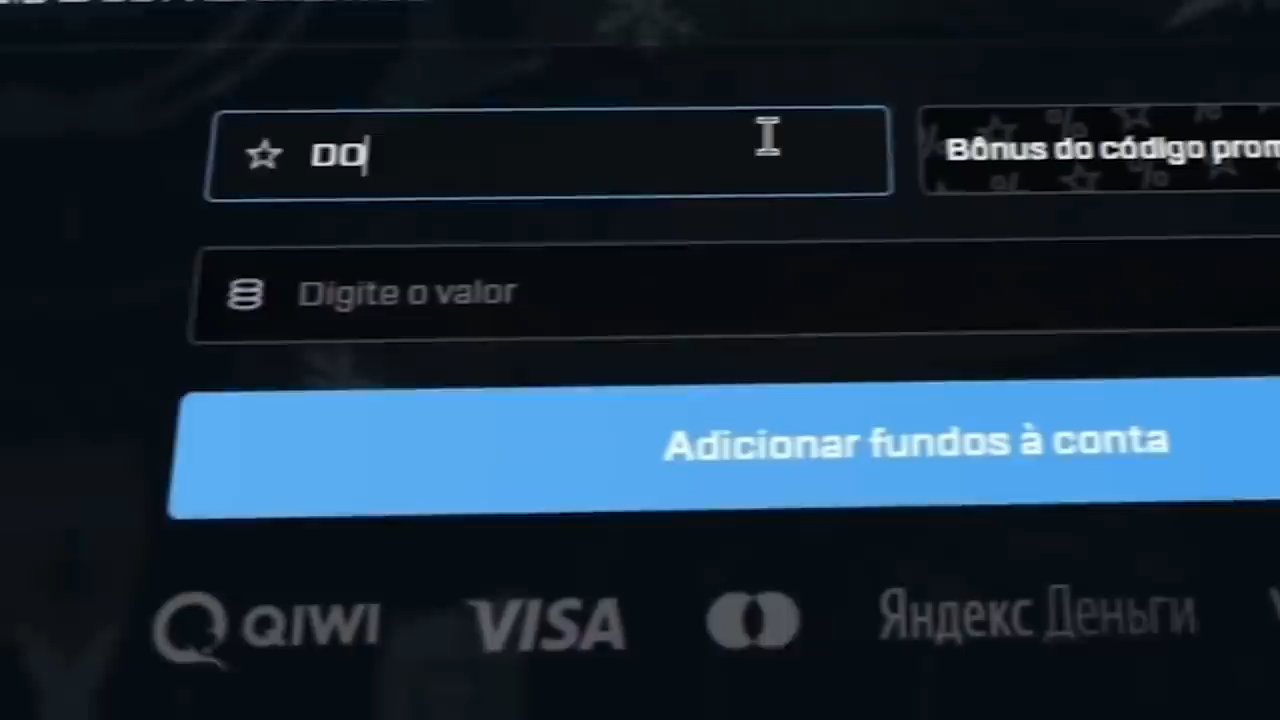 DO
Bônus do código prom
Digite o valor
Adicionar fundos à conta
QIWI VISA Яндекс Деньги